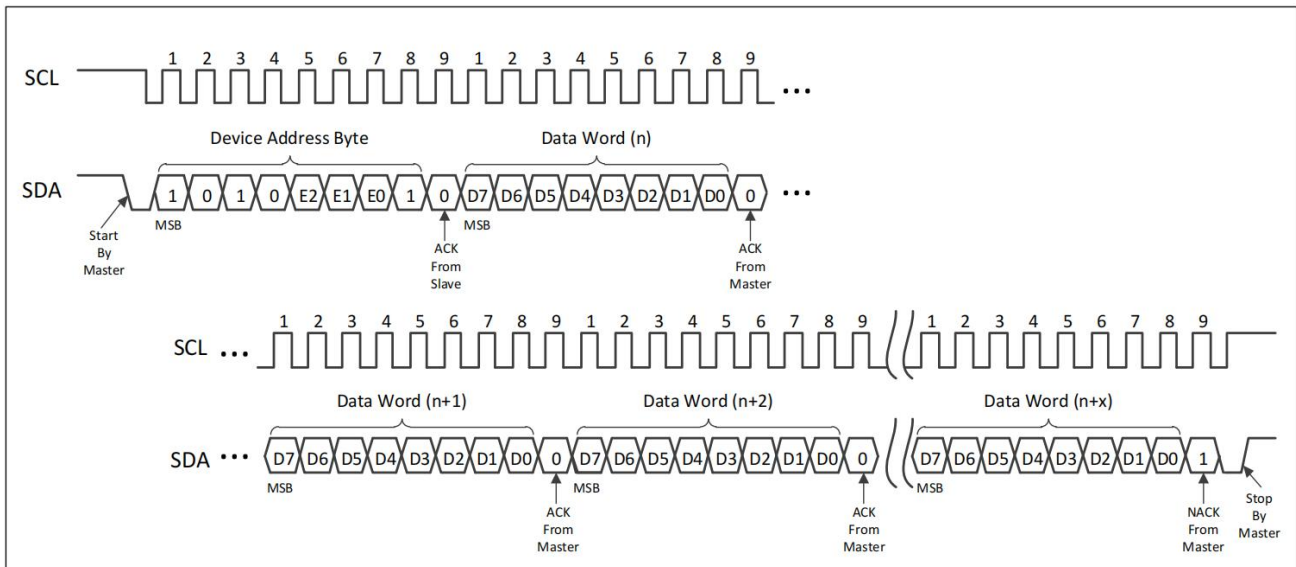 1 2 3 4 5 6 7 8 9 1 2 3 4 5 6 7 8 9
SCL ...
Device Address Byte Data Word (n)
SDA 1 0 1 0 E2 E1 E0 1 0 D7 D6 D5 D4 D3 D2 D1 D0 0 ...
MSB MSB
Start By Master
ACK From Slave
ACK From Master
1 2 3 4 5 6 7 8 9 1 2 3 4 5 6 7 8 9 1 2 3 4 5 6 7 8 9
SCL ...
Data Word (n+1) Data Word (n+2) Data Word (n+x)
SDA ... D7 D6 D5 D4 D3 D2 D1 D0 0 D7 D6 D5 D4 D3 D2 D1 D0 0 D7 D6 D5 D4 D3 D2 D1 D0 1
MSB MSB MSB
ACK From Master
ACK From Master
NACK From Master
Stop By Master